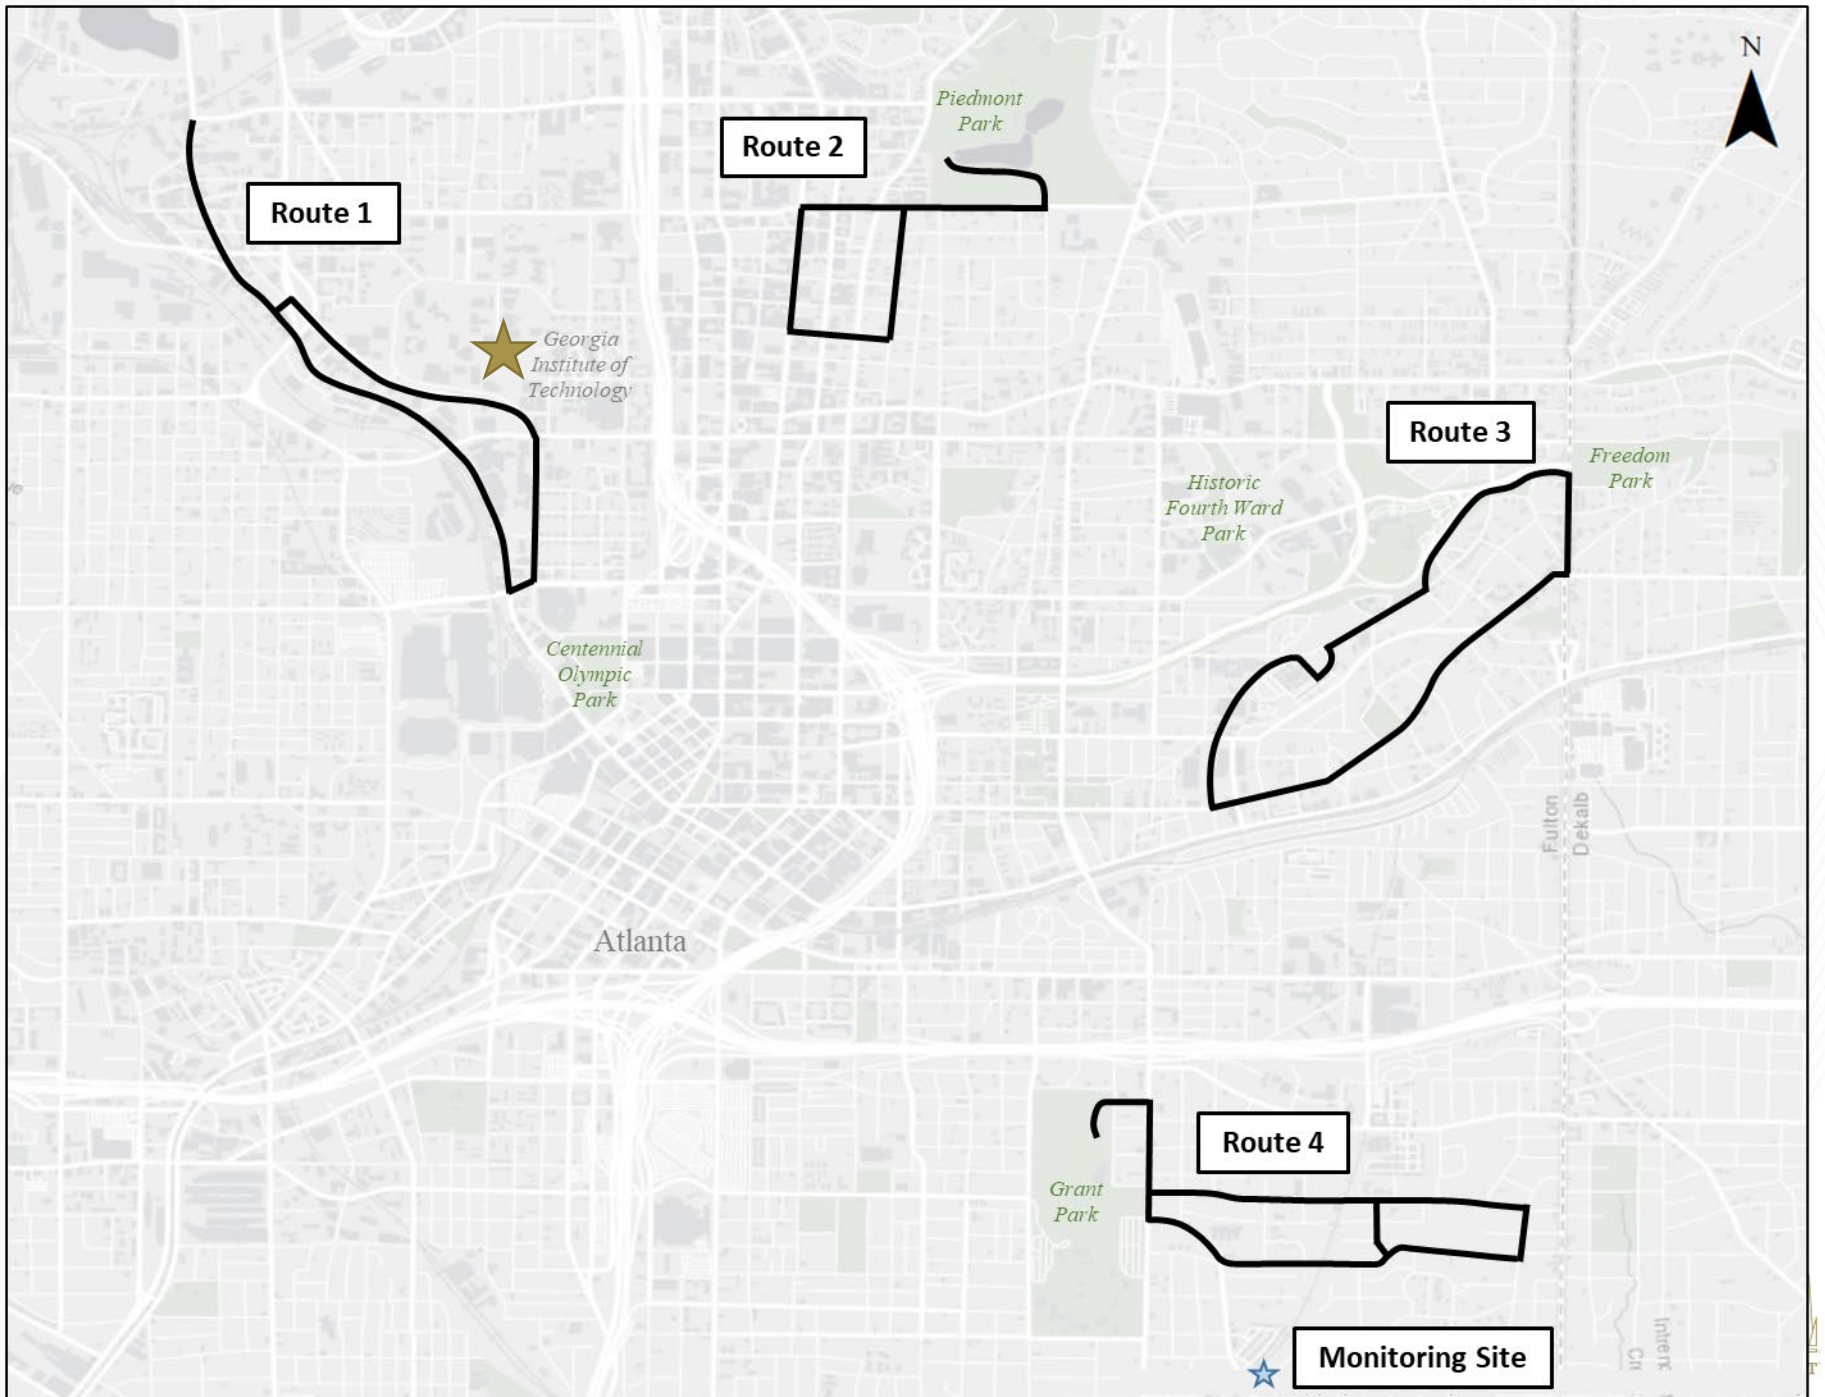 N
Piedmont
Park
Route 2
Route 1
Georgia
Institute of
Technology
Route 3
Freedom
Park
Historic
Fourth Ward
Park
Centennial
Olympic
Park
Fulton
Dekalb
Atlanta
Route 4
Grant
Park
Monitoring Site